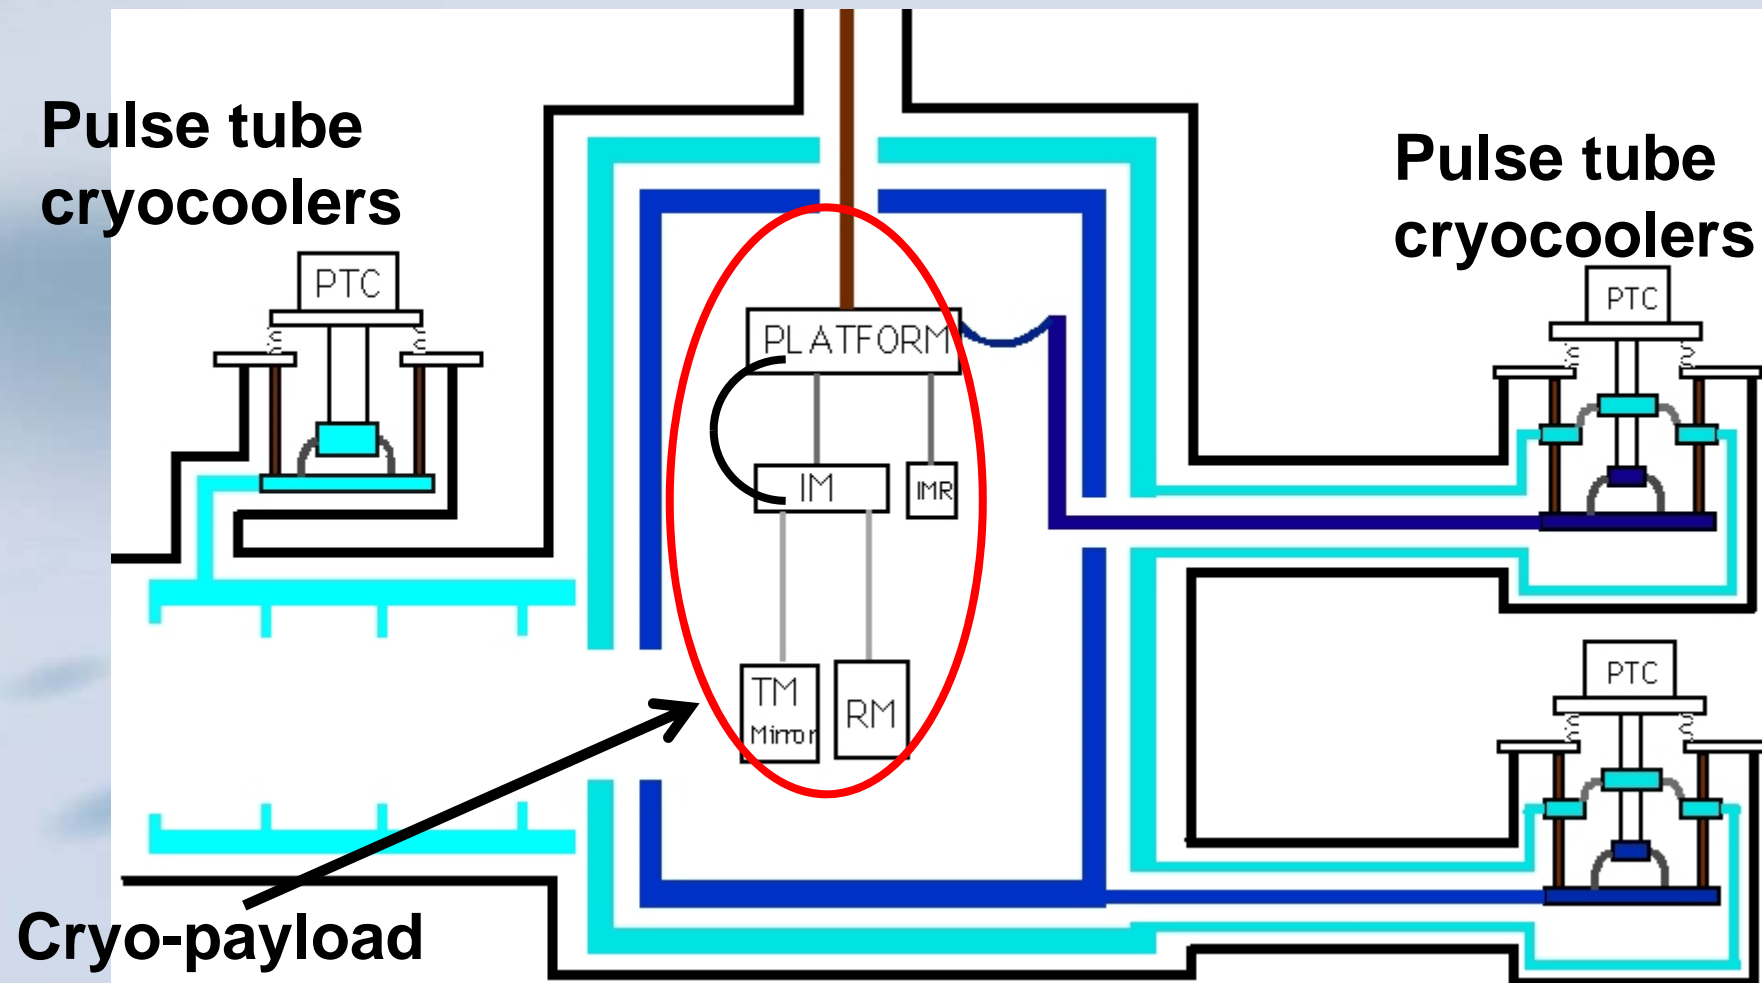 Pulse tube
cryocoolers
Pulse tube
cryocoolers
PTC
PTC
PLATFORM
IM
IMR
TM
Mirror
RM
PTC
Cryo-payload